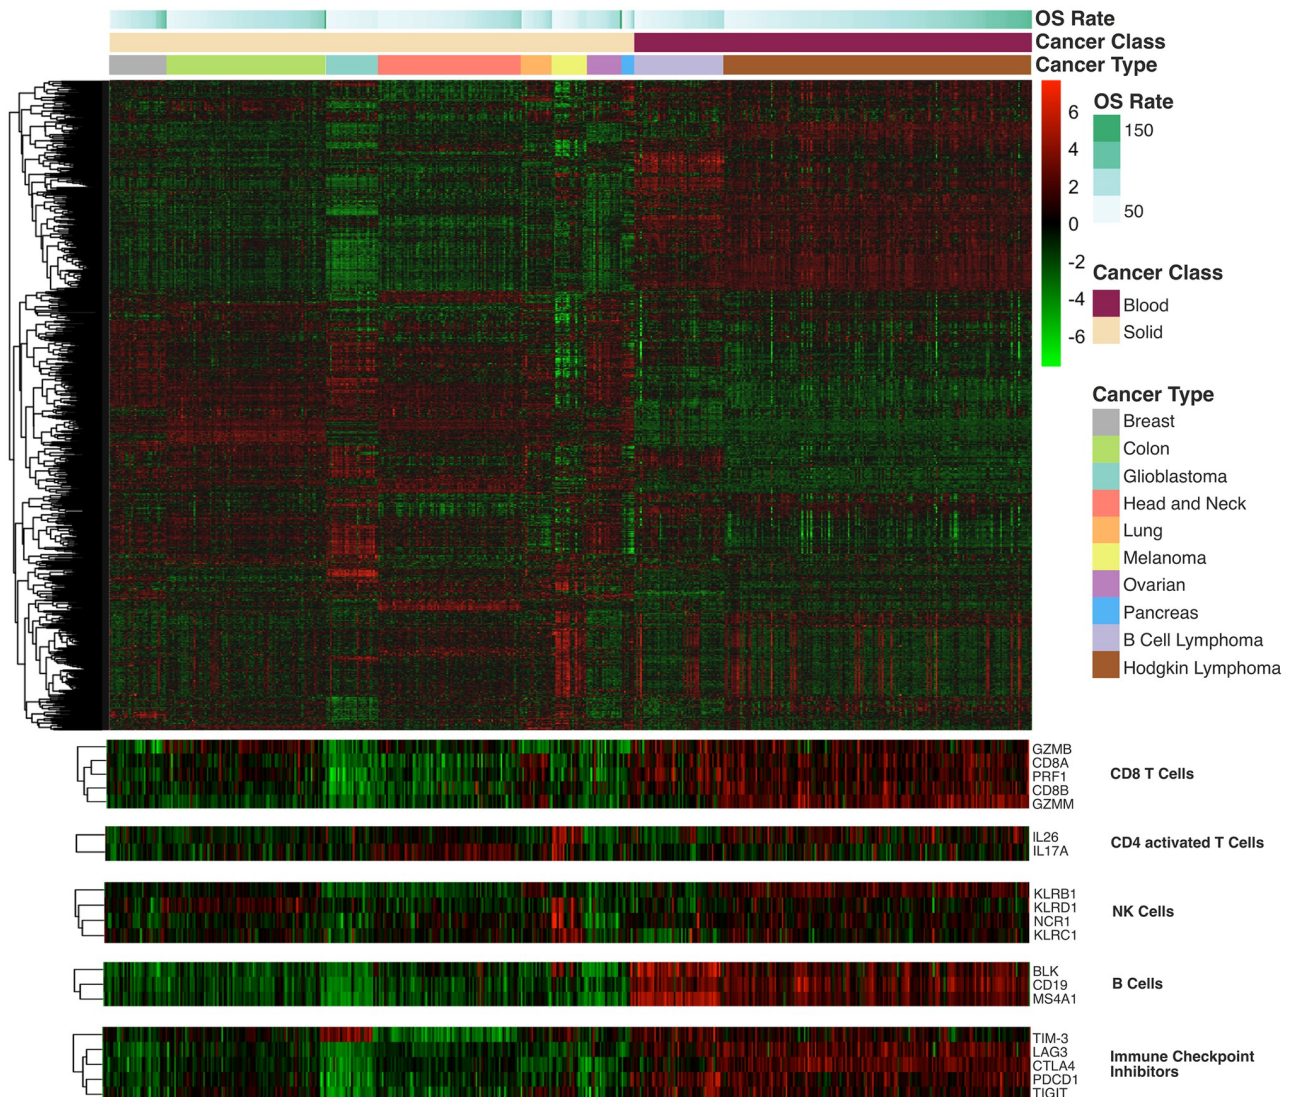 OS Rate
Cancer Class
Cancer Type
6
4
2
0
-2
-4
-6
OS Rate
150
50
Cancer Class
Blood
Solid
Cancer Type
Breast
Colon
Glioblastoma
Head and Neck
Lung
Melanoma
Ovarian
Pancreas
B Cell Lymphoma
Hodgkin Lymphoma
GZMB
CD8A
PRF1
CD8B
GZMM
CD8 T Cells
IL26
IL17A
CD4 activated T Cells
KLRB1
KLRD1
NCR1
KLRC1
NK Cells
BLK
CD19
MS4A1
B Cells
TIM-3
LAG3
CTLA4
PDCD1
TIGIT
Immune Checkpoint
Inhibitors